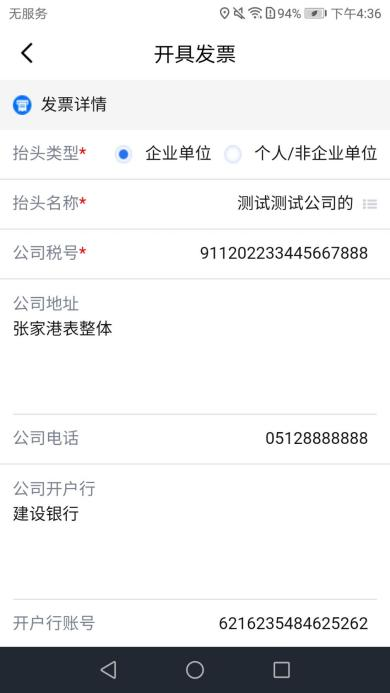 无服务 94% 下午4:36
开具发票
发票详情
抬头类型* 企业单位 个人/非企业单位
抬头名称* 测试测试公司的
公司税号* 911202233445667888
公司地址
张家港表整体
公司电话 05128888888
公司开户行
建设银行
开户行账号 6216235484625262